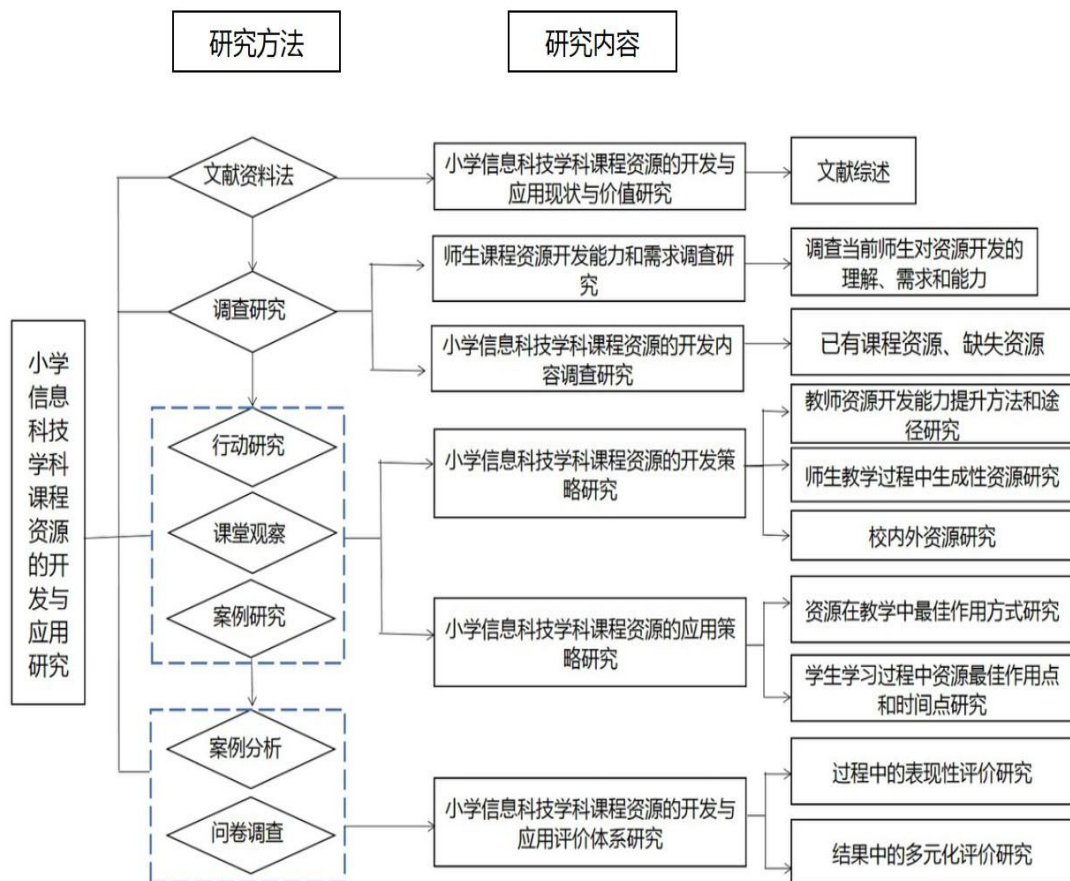 研究方法
研究内容
小学
信息
科技
学科
课程
资源
的开
发与
应用
研究
文献资料法
小学信息科技学科课程资源的开发与
应用现状与价值研究
文献综述
调查研究
师生课程资源开发能力和需求调查研
究
调查当前师生对资源开发的
理解、需求和能力
小学信息科技学科课程资源的开发内
容调查研究
已有课程资源、缺失资源
行动研究
课堂观察
案例研究
小学信息科技学科课程资源的开发策
略研究
教师资源开发能力提升方法和途
径研究
师生教学过程中生成性资源研究
校内外资源研究
小学信息科技学科课程资源的应用策
略研究
资源在教学中最佳作用方式研究
学生学习过程中资源最佳作用点
和时间点研究
案例分析
问卷调查
小学信息科技学科课程资源的开发与
应用评价体系研究
过程中的表现性评价研究
结果中的多元化评价研究